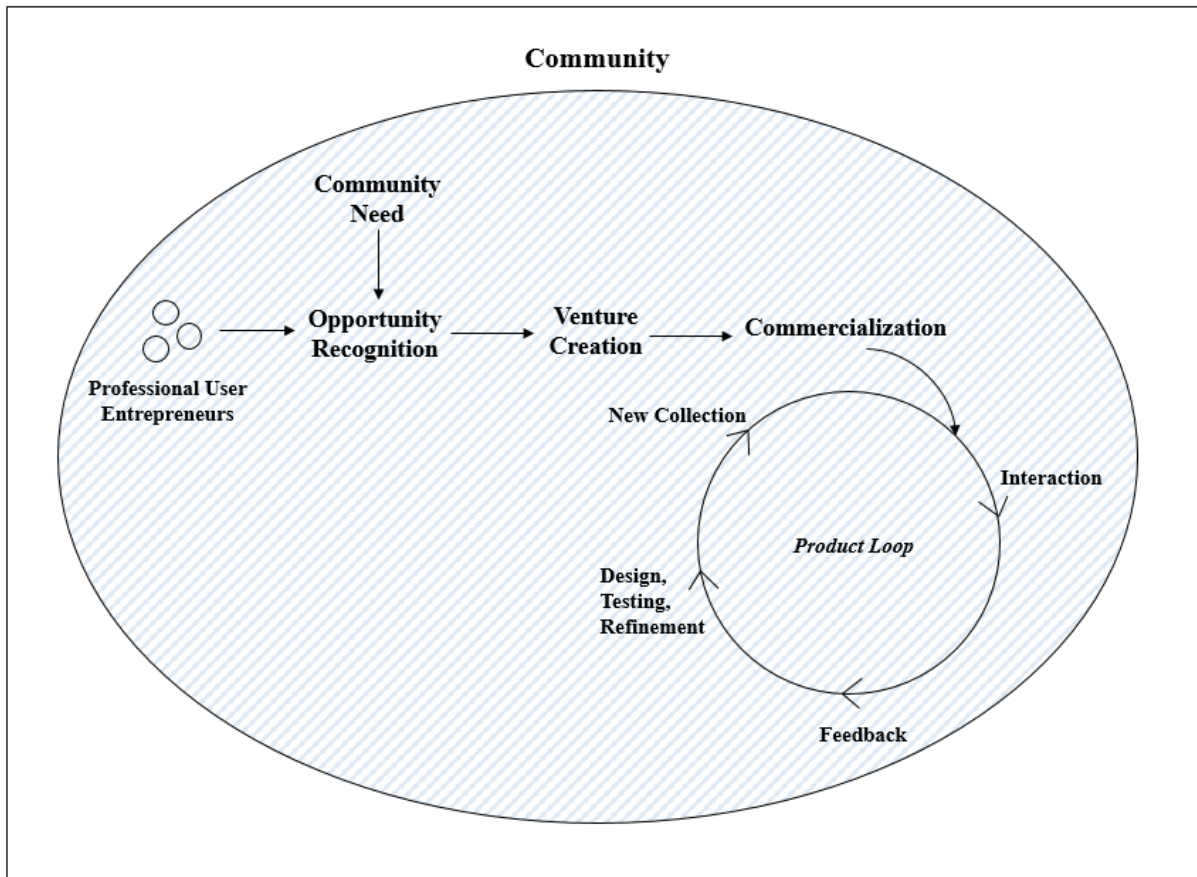 Community
Community
Need
Opportunity
Recognition
Venture
Creation
Commercialization
Professional User
Entrepreneurs
New Collection
Interaction
Product Loop
Design,
Testing,
Refinement
Feedback